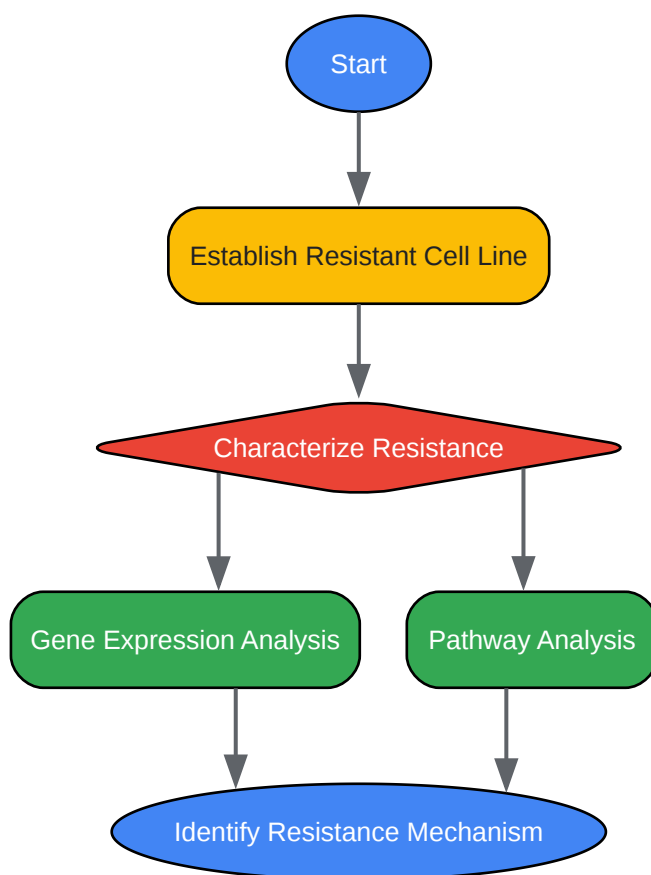 Start
Establish Resistant Cell Line
Characterize Resistance
Gene Expression Analysis
Pathway Analysis
Identify Resistance Mechanism